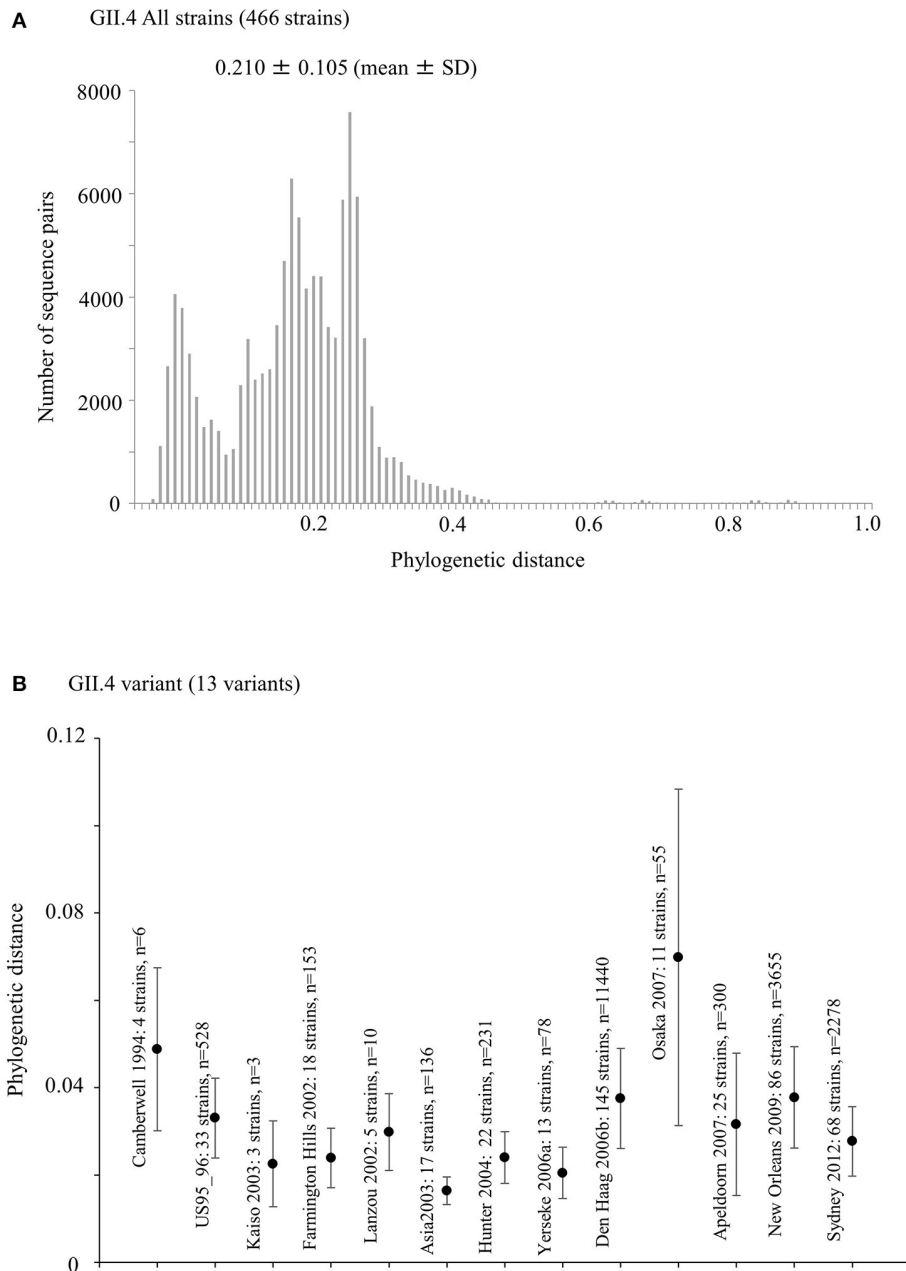 A GII.4 All strains (466 strains)
0.210 ± 0.105 (mean ± SD)
8000
6000
4000
2000
0
Number of sequence pairs
0.2 0.4 0.6 0.8 1.0
Phylogenetic distance
B GII.4 variant (13 variants)
0.12
0.08
0.04
0
Phylogenetic distance
Camberwell 1994: 4 strains, n=6
US95_96: 33 strains, n=528
Kaiso 2003: 3 strains, n=3
Farmington Hills 2002: 18 strains, n=153
Lanzou 2002: 5 strains, n=10
Asia2003: 17 strains, n=136
Hunter 2004: 22 strains, n=231
Yerseke 2006a: 13 strains, n=78
Den Haag 2006b: 145 strains, n=11440
Osaka 2007: 11 strains, n=55
Apeldoorn 2007: 25 strains, n=300
New Orleans 2009: 86 strains, n=3655
Sydney 2012: 68 strains, n=2278